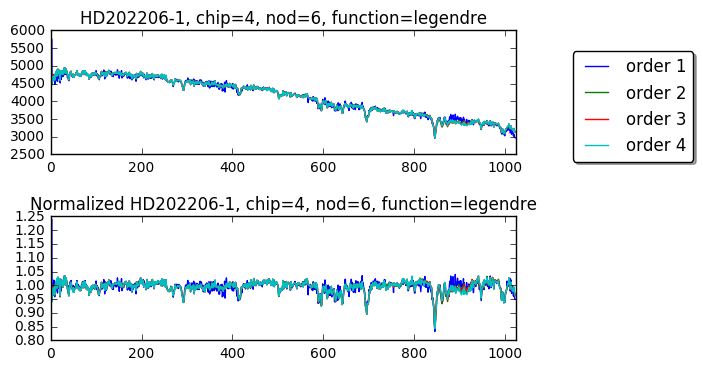 HD202206-1, chip=4, nod=6, function=legendre
6000
5500
5000
4500
4000
3500
3000
2500
0 200 400 600 800 1000
order 1
order 2
order 3
order 4
Normalized HD202206-1, chip=4, nod=6, function=legendre
1.25
1.20
1.15
1.10
1.05
1.00
0.95
0.90
0.85
0.80
0 200 400 600 800 1000